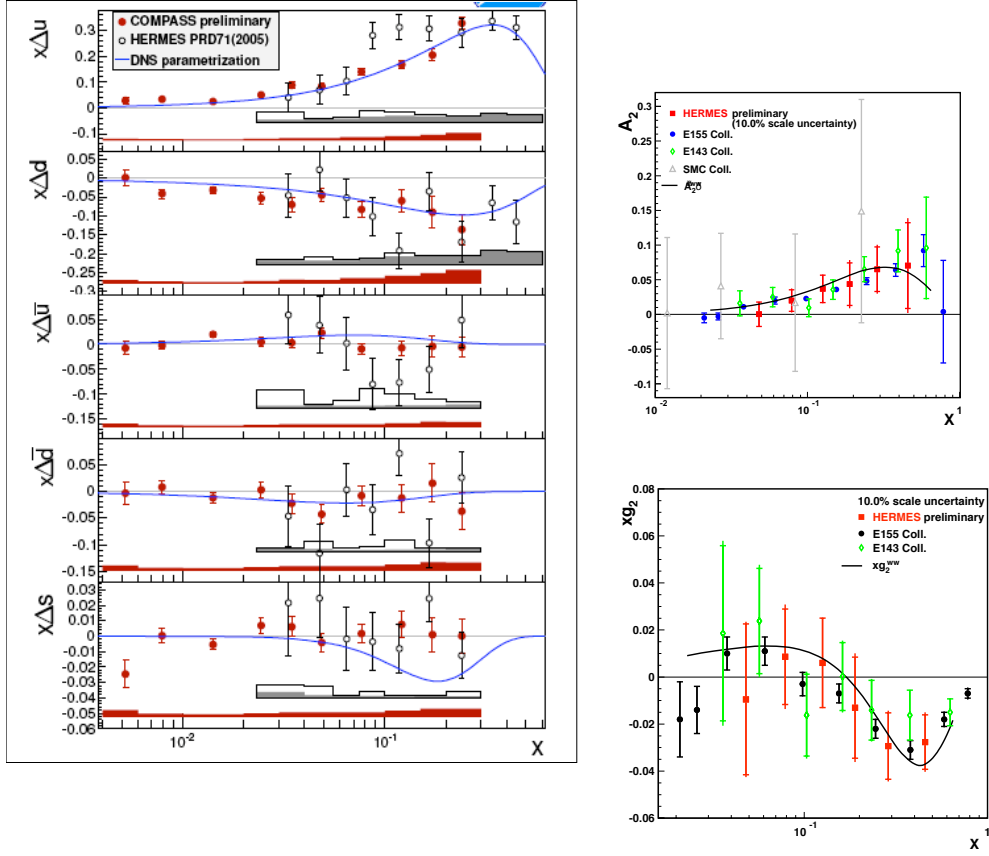 COMPASS preliminary
HERMES PRD71(2005)
DNS parametrization
xΔu
0.3
0.2
0.1
0
-0.1
xΔd
0.05
0
-0.05
-0.1
-0.15
-0.2
-0.25
-0.3
xΔu̅
0.05
0
-0.05
-0.1
-0.15
xΔd̅
0.05
0
-0.05
-0.1
-0.15
xΔs
0.03
0.02
0.01
0
-0.01
-0.02
-0.03
-0.04
-0.05
-0.06
10⁻²
10⁻¹
X
A₂
0.3
0.25
0.2
0.15
0.1
0.05
0
-0.05
-0.1
HERMES preliminary
(10.0% scale uncertainty)
E155 Coll.
E143 Coll.
SMC Coll.
10⁻²
10⁻¹
1
X
xg₂
0.08
0.06
0.04
0.02
0
-0.02
-0.04
-0.06
10.0% scale uncertainty
HERMES preliminary
E155 Coll.
E143 Coll.
xg₂ʷʷ
10⁻¹
1
X